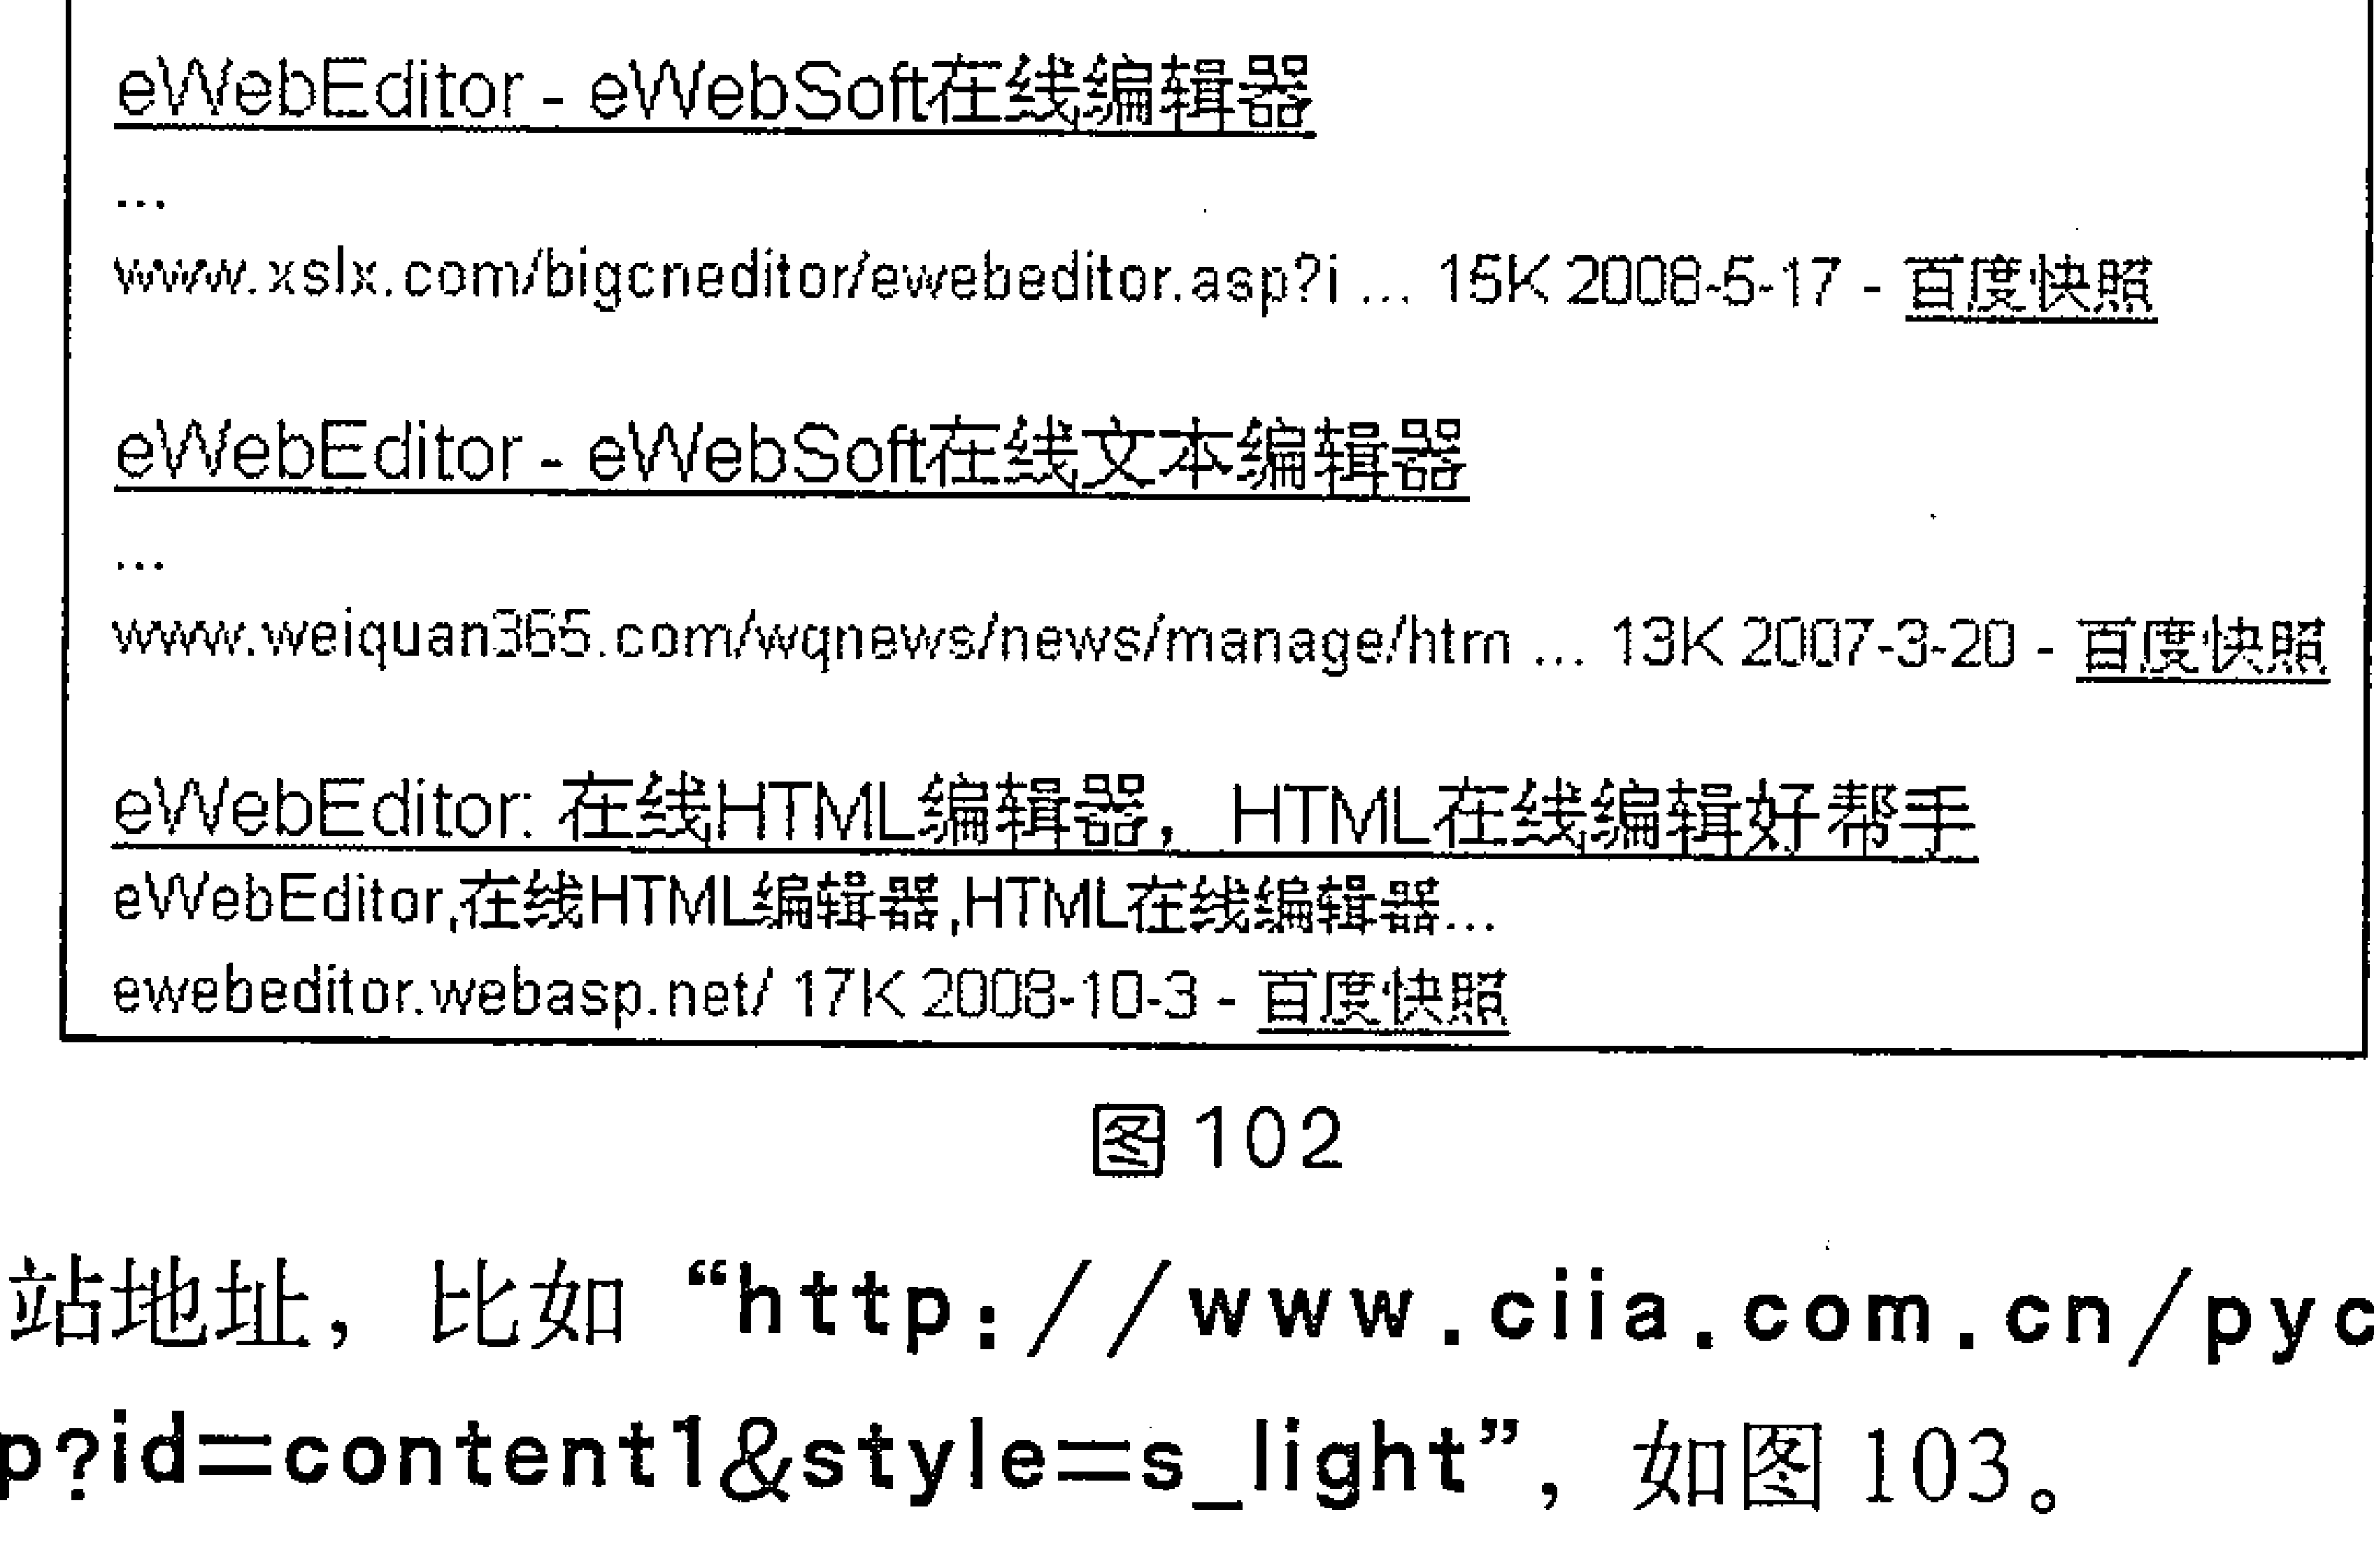 eWebEditor - eWebSoft在线编辑器
...
www.xslx.com/bigcneditor/ewebeditor.asp?i ... 15K 2008-5-17 - 百度快照
eWebEditor - eWebSoft在线文本编辑器
...
www.weiquan365.com/wqnews/news/manage/htm ... 13K 2007-3-20 - 百度快照
eWebEditor: 在线HTML编辑器，HTML在线编辑好帮手
eWebEditor,在线HTML编辑器,HTML在线编辑器...
ewebeditor.webasp.net/ 17K 2008-10-3 - 百度快照
图 102
站地址，比如“http://www.ciia.com.cn/pyc
p?id=content1&style=s_light”，如图 103。